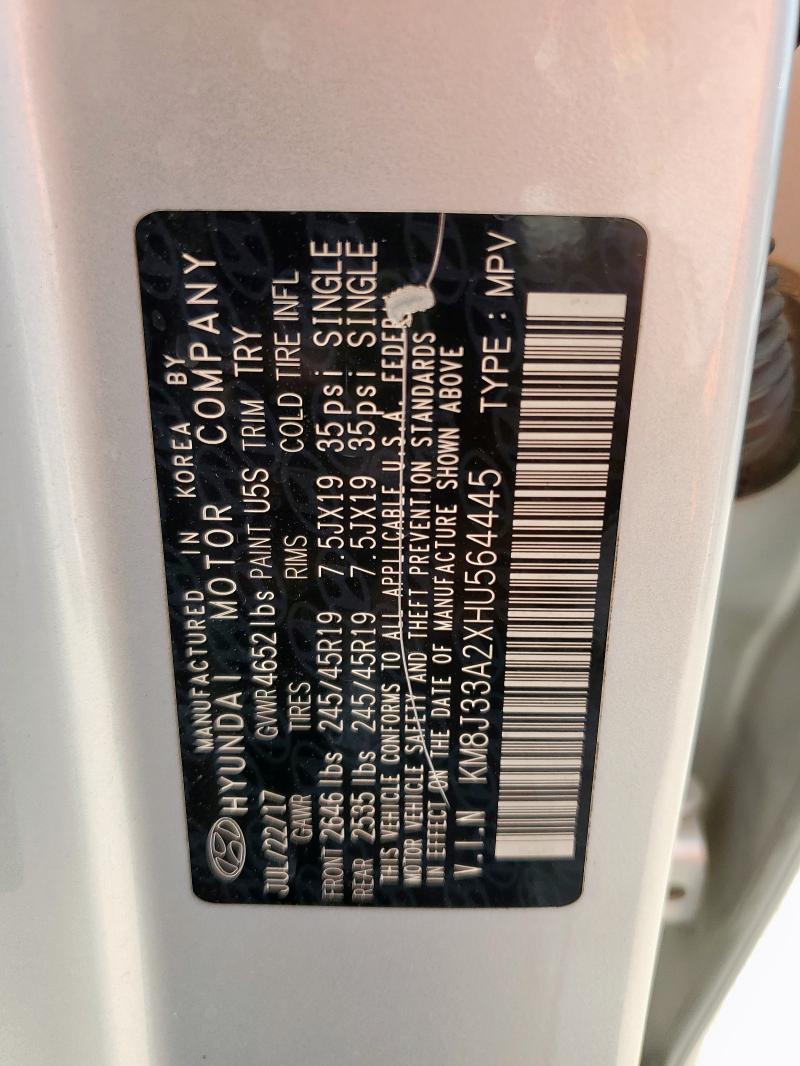 MANUFACTURED IN KOREA BY
HYUNDAI MOTOR COMPANY
JUL/22/17 GVWR4652lbs PAINT U5S TRIM TRY
GAWR TIRES RIMS COLD TIRE INFL
FRONT 2646 lbs 245/45R19 7.5JX19 35psi SINGLE
REAR 2535 lbs 245/45R19 7.5JX19 35psi SINGLE
THIS VEHICLE CONFORMS TO ALL APPLICABLE U.S.A. FEDER
MOTOR VEHICLE SAFETY AND THEFT PREVENTION STANDARDS
IN EFFECT ON THE DATE OF MANUFACTURE SHOWN ABOVE
V.I.N KM8J33A2XHU564445 TYPE : MPV